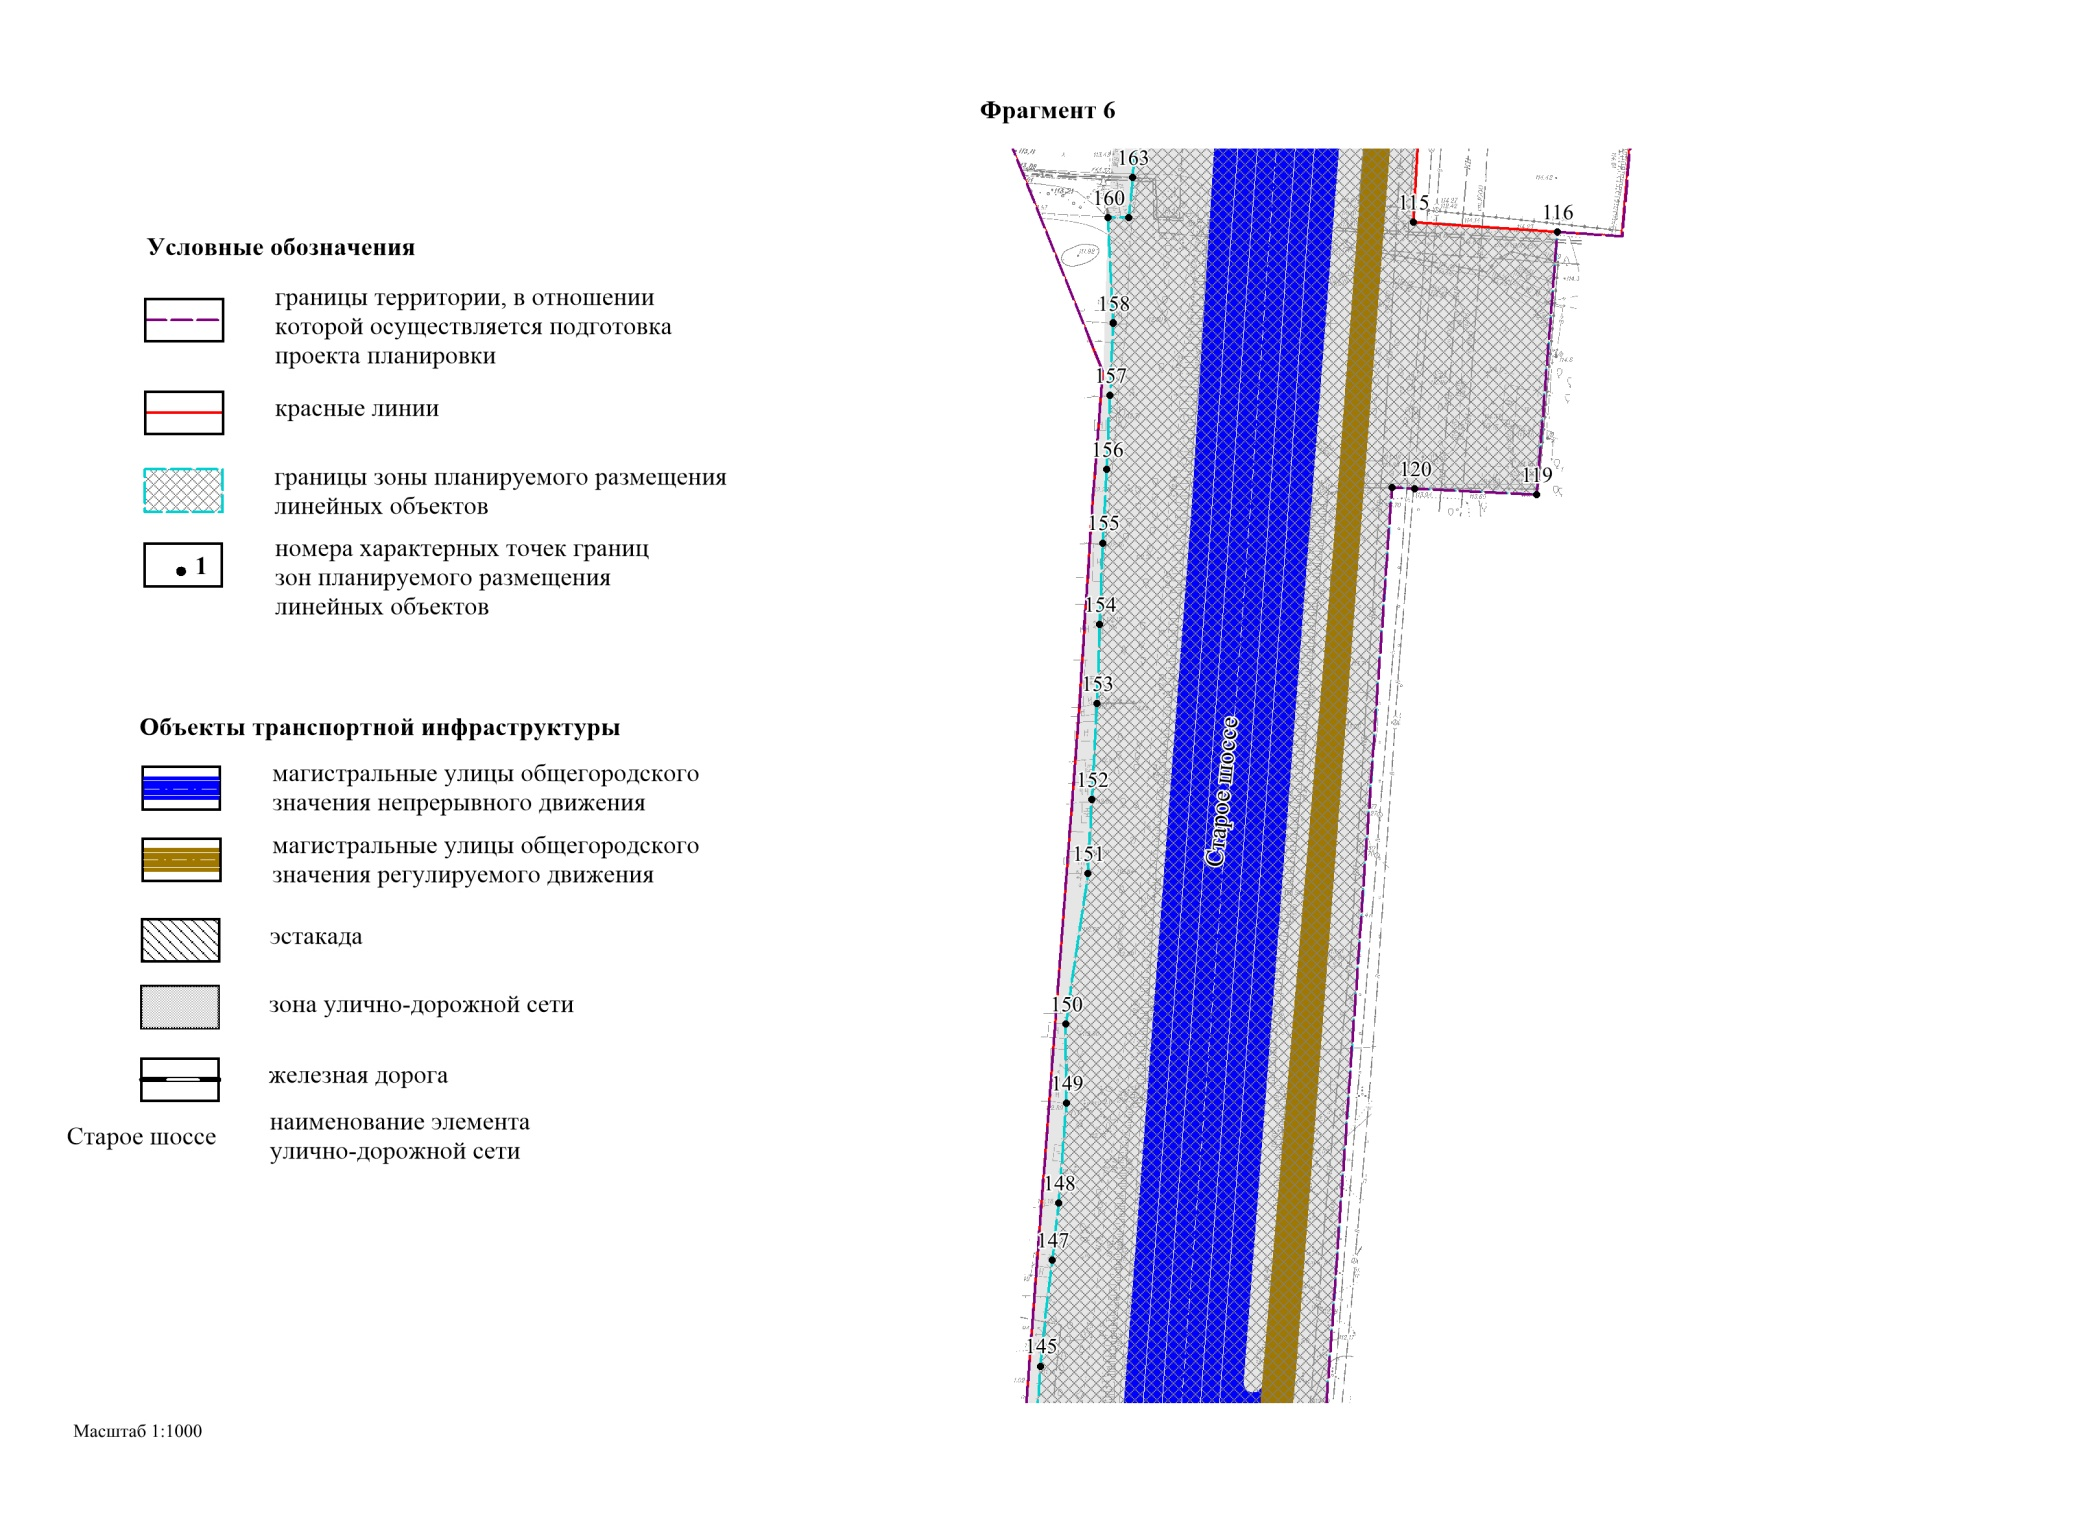 Фрагмент 6
Условные обозначения
границы территории, в отношении
которой осуществляется подготовка
проекта планировки
красные линии
границы зоны планируемого размещения
линейных объектов
1
номера характерных точек границ
зон планируемого размещения
линейных объектов
Объекты транспортной инфраструктуры
магистральные улицы общегородского
значения непрерывного движения
магистральные улицы общегородского
значения регулируемого движения
эстакада
зона улично-дорожной сети
железная дорога
Старое шоссе
наименование элемента
улично-дорожной сети
Масштаб 1:1000
163
160
115
116
158
157
156
120
119
155
154
153
Старое шоссе
152
151
150
149
148
147
145